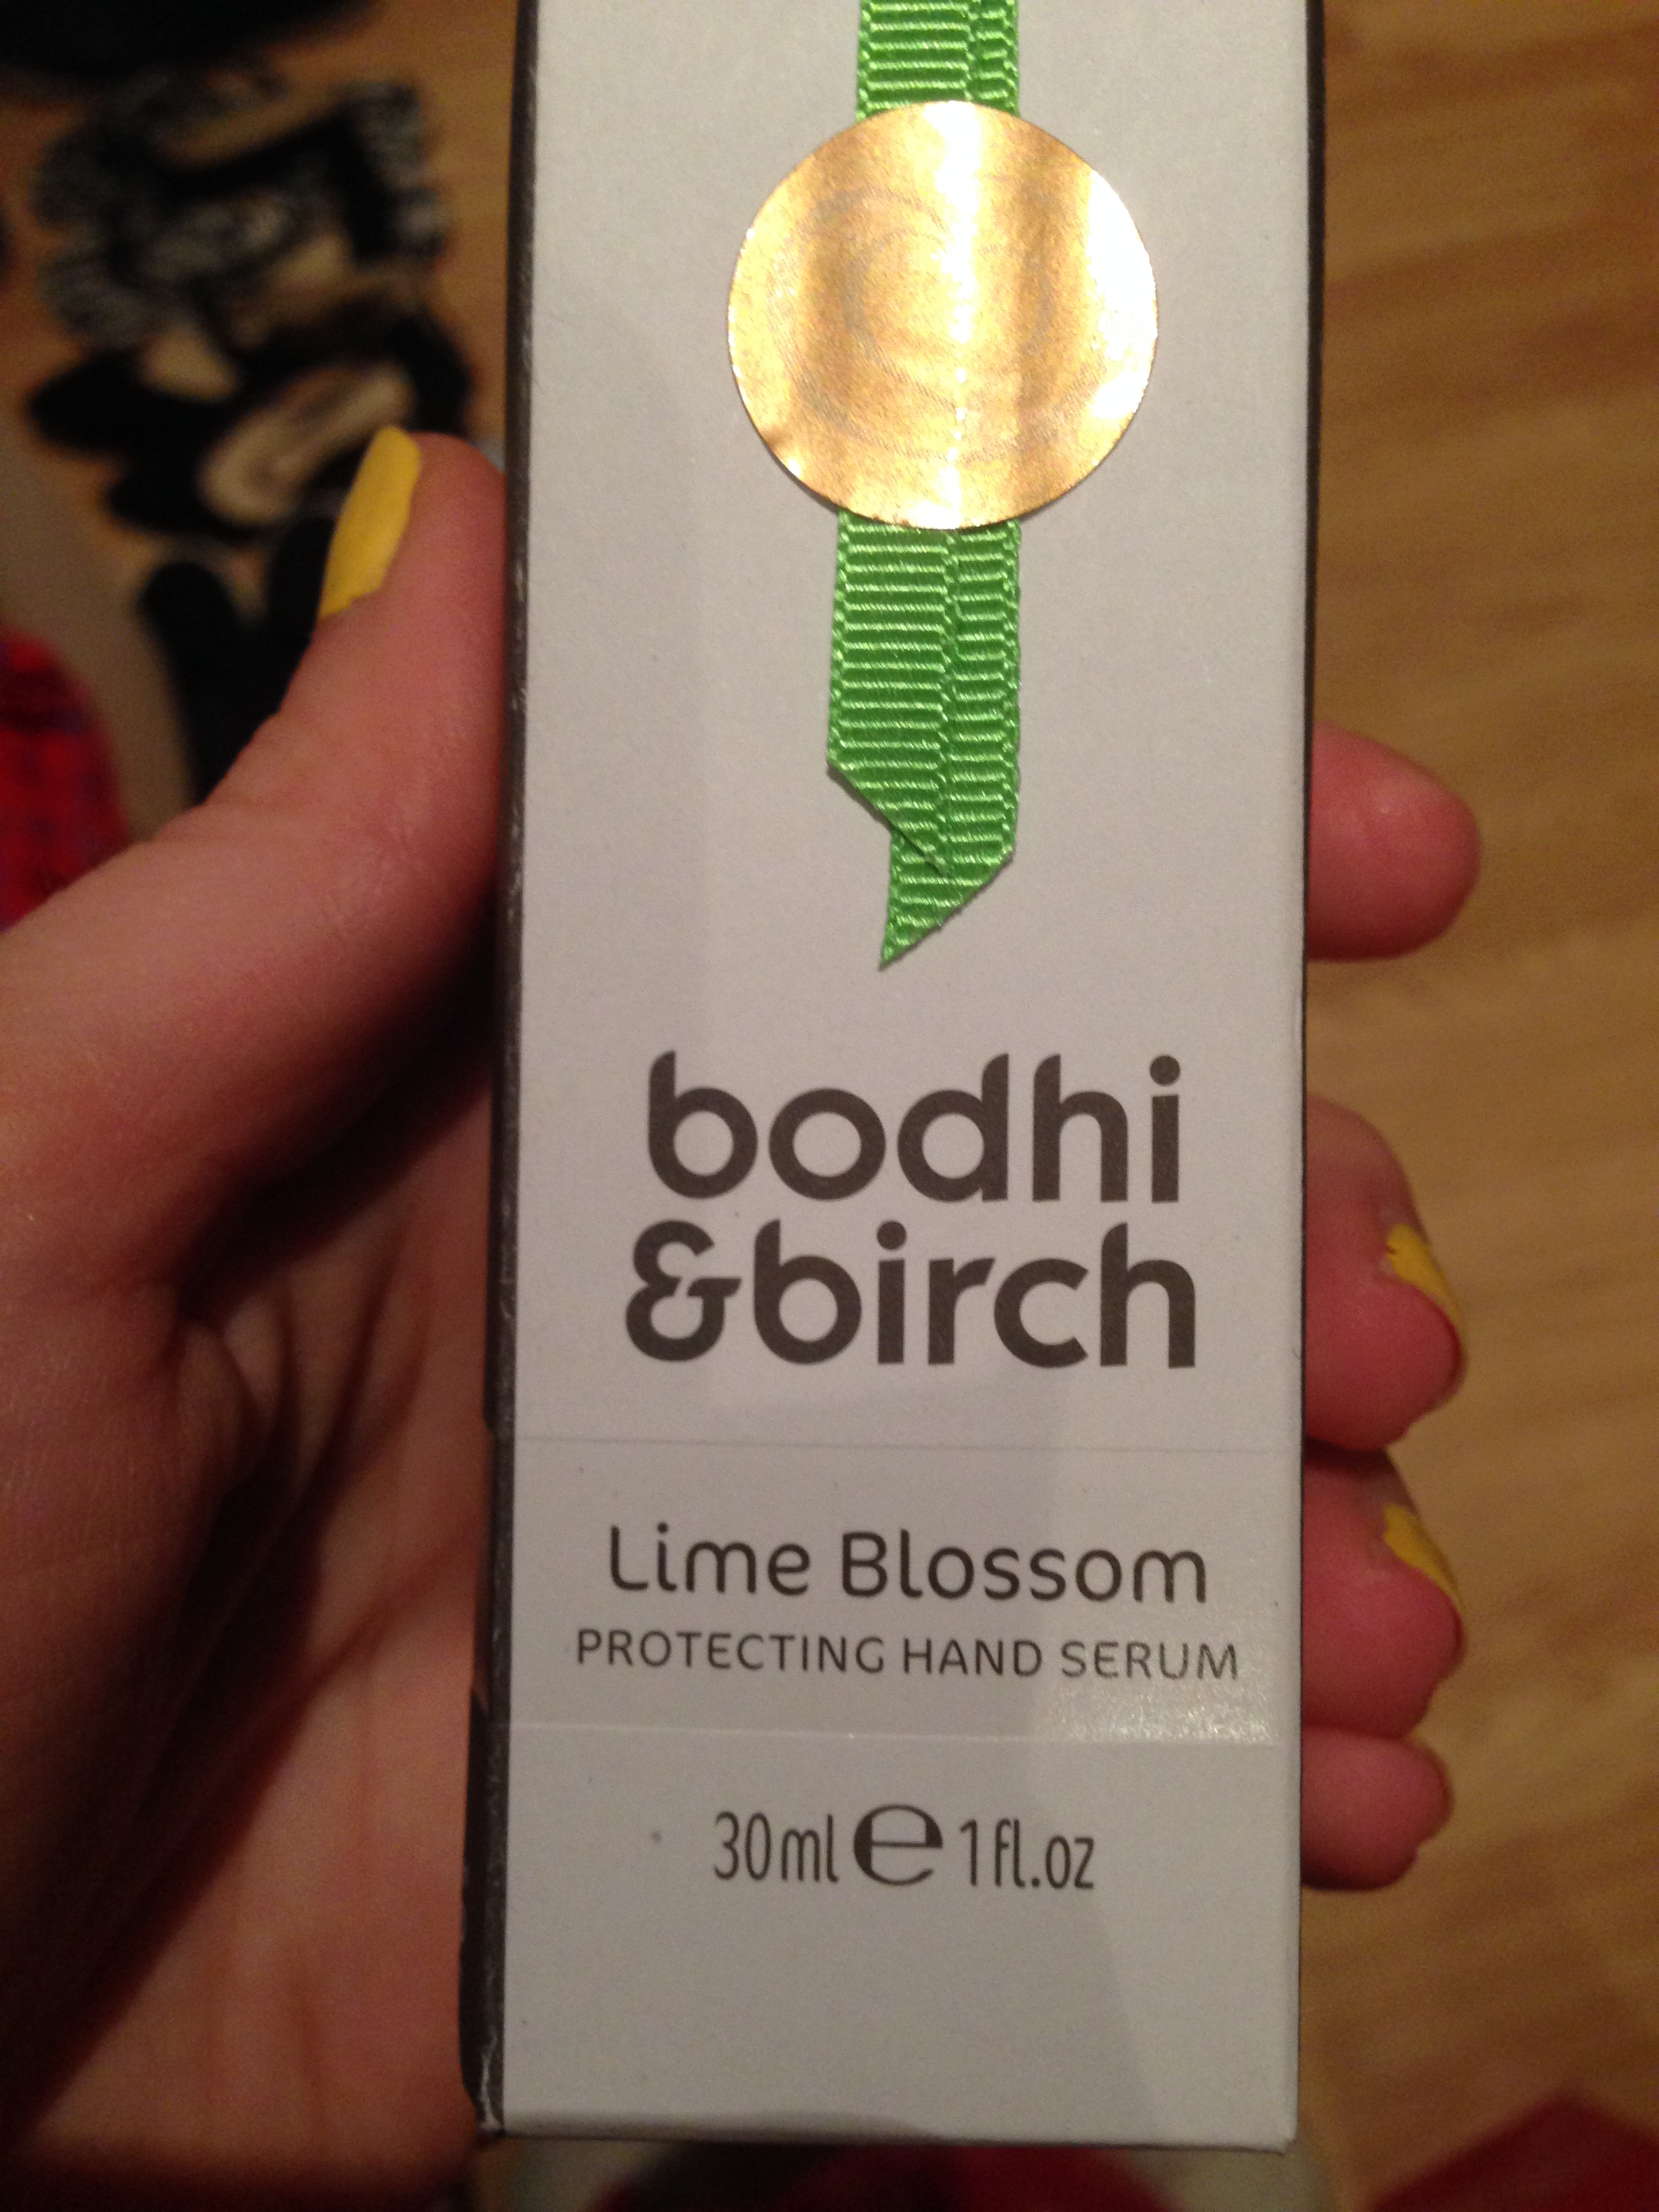 bodhi
&birch
Lime Blossom
PROTECTING HAND SERUM
30ml e 1fl.oz